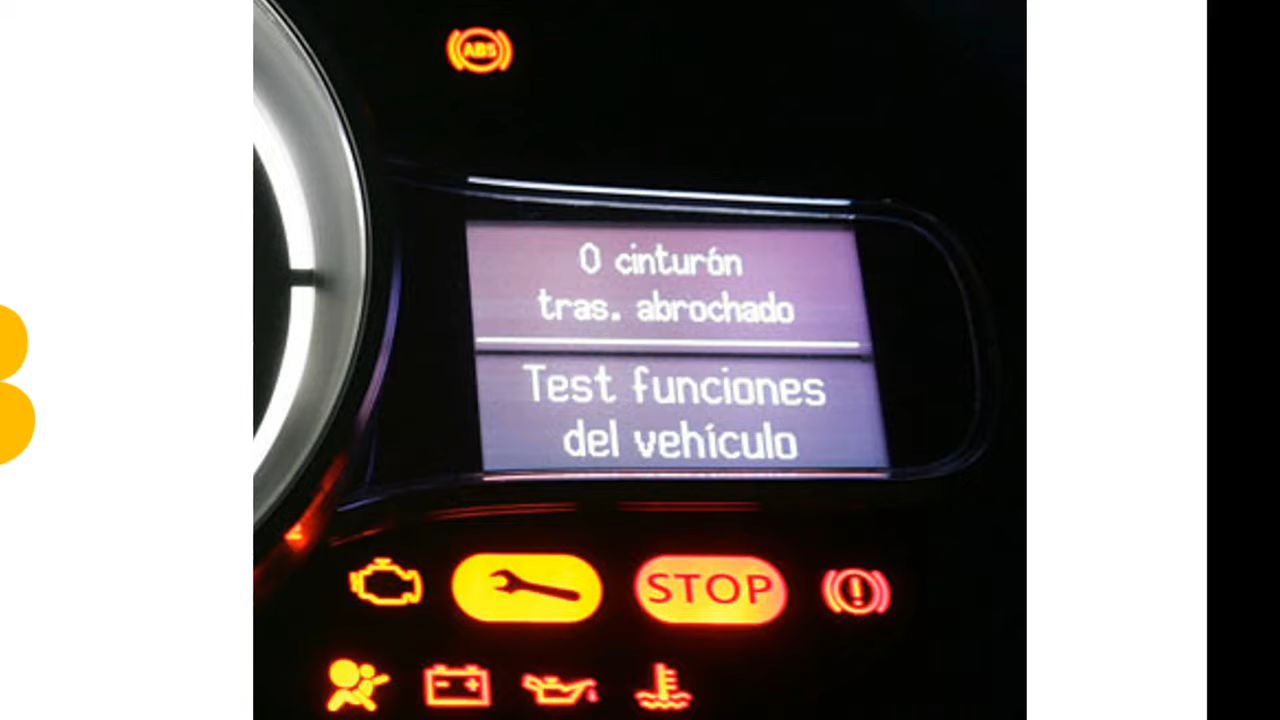 ABS
0 cinturón
tras. abrochado
Test funciones
del vehículo
STOP